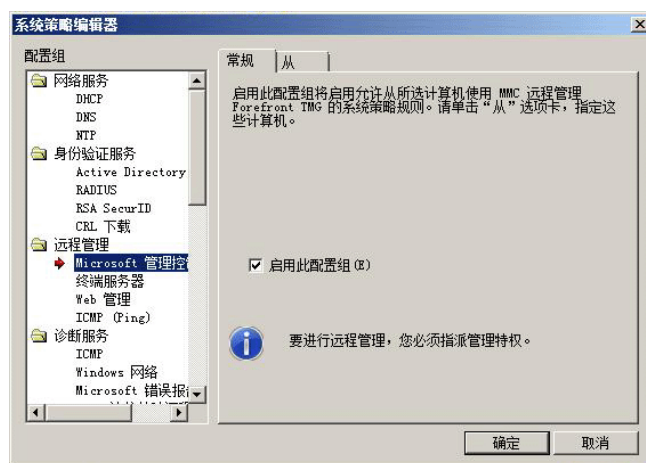 系统策略编辑器
配置组
网络服务
DHCP
DNS
NTP
身份验证服务
Active Directory
RADIUS
RSA SecurID
CRL 下载
远程管理
Microsoft 管理控
终端服务器
Web 管理
ICMP (Ping)
诊断服务
ICMP
Windows 网络
Microsoft 错误报
常规
从
启用此配置组将启用允许从所选计算机使用 MMC 远程管理
Forefront TMG 的系统策略规则。请单击“从”选项卡，指定这
些计算机。
启用此配置组(E)
要进行远程管理，您必须指派管理特权。
确定
取消